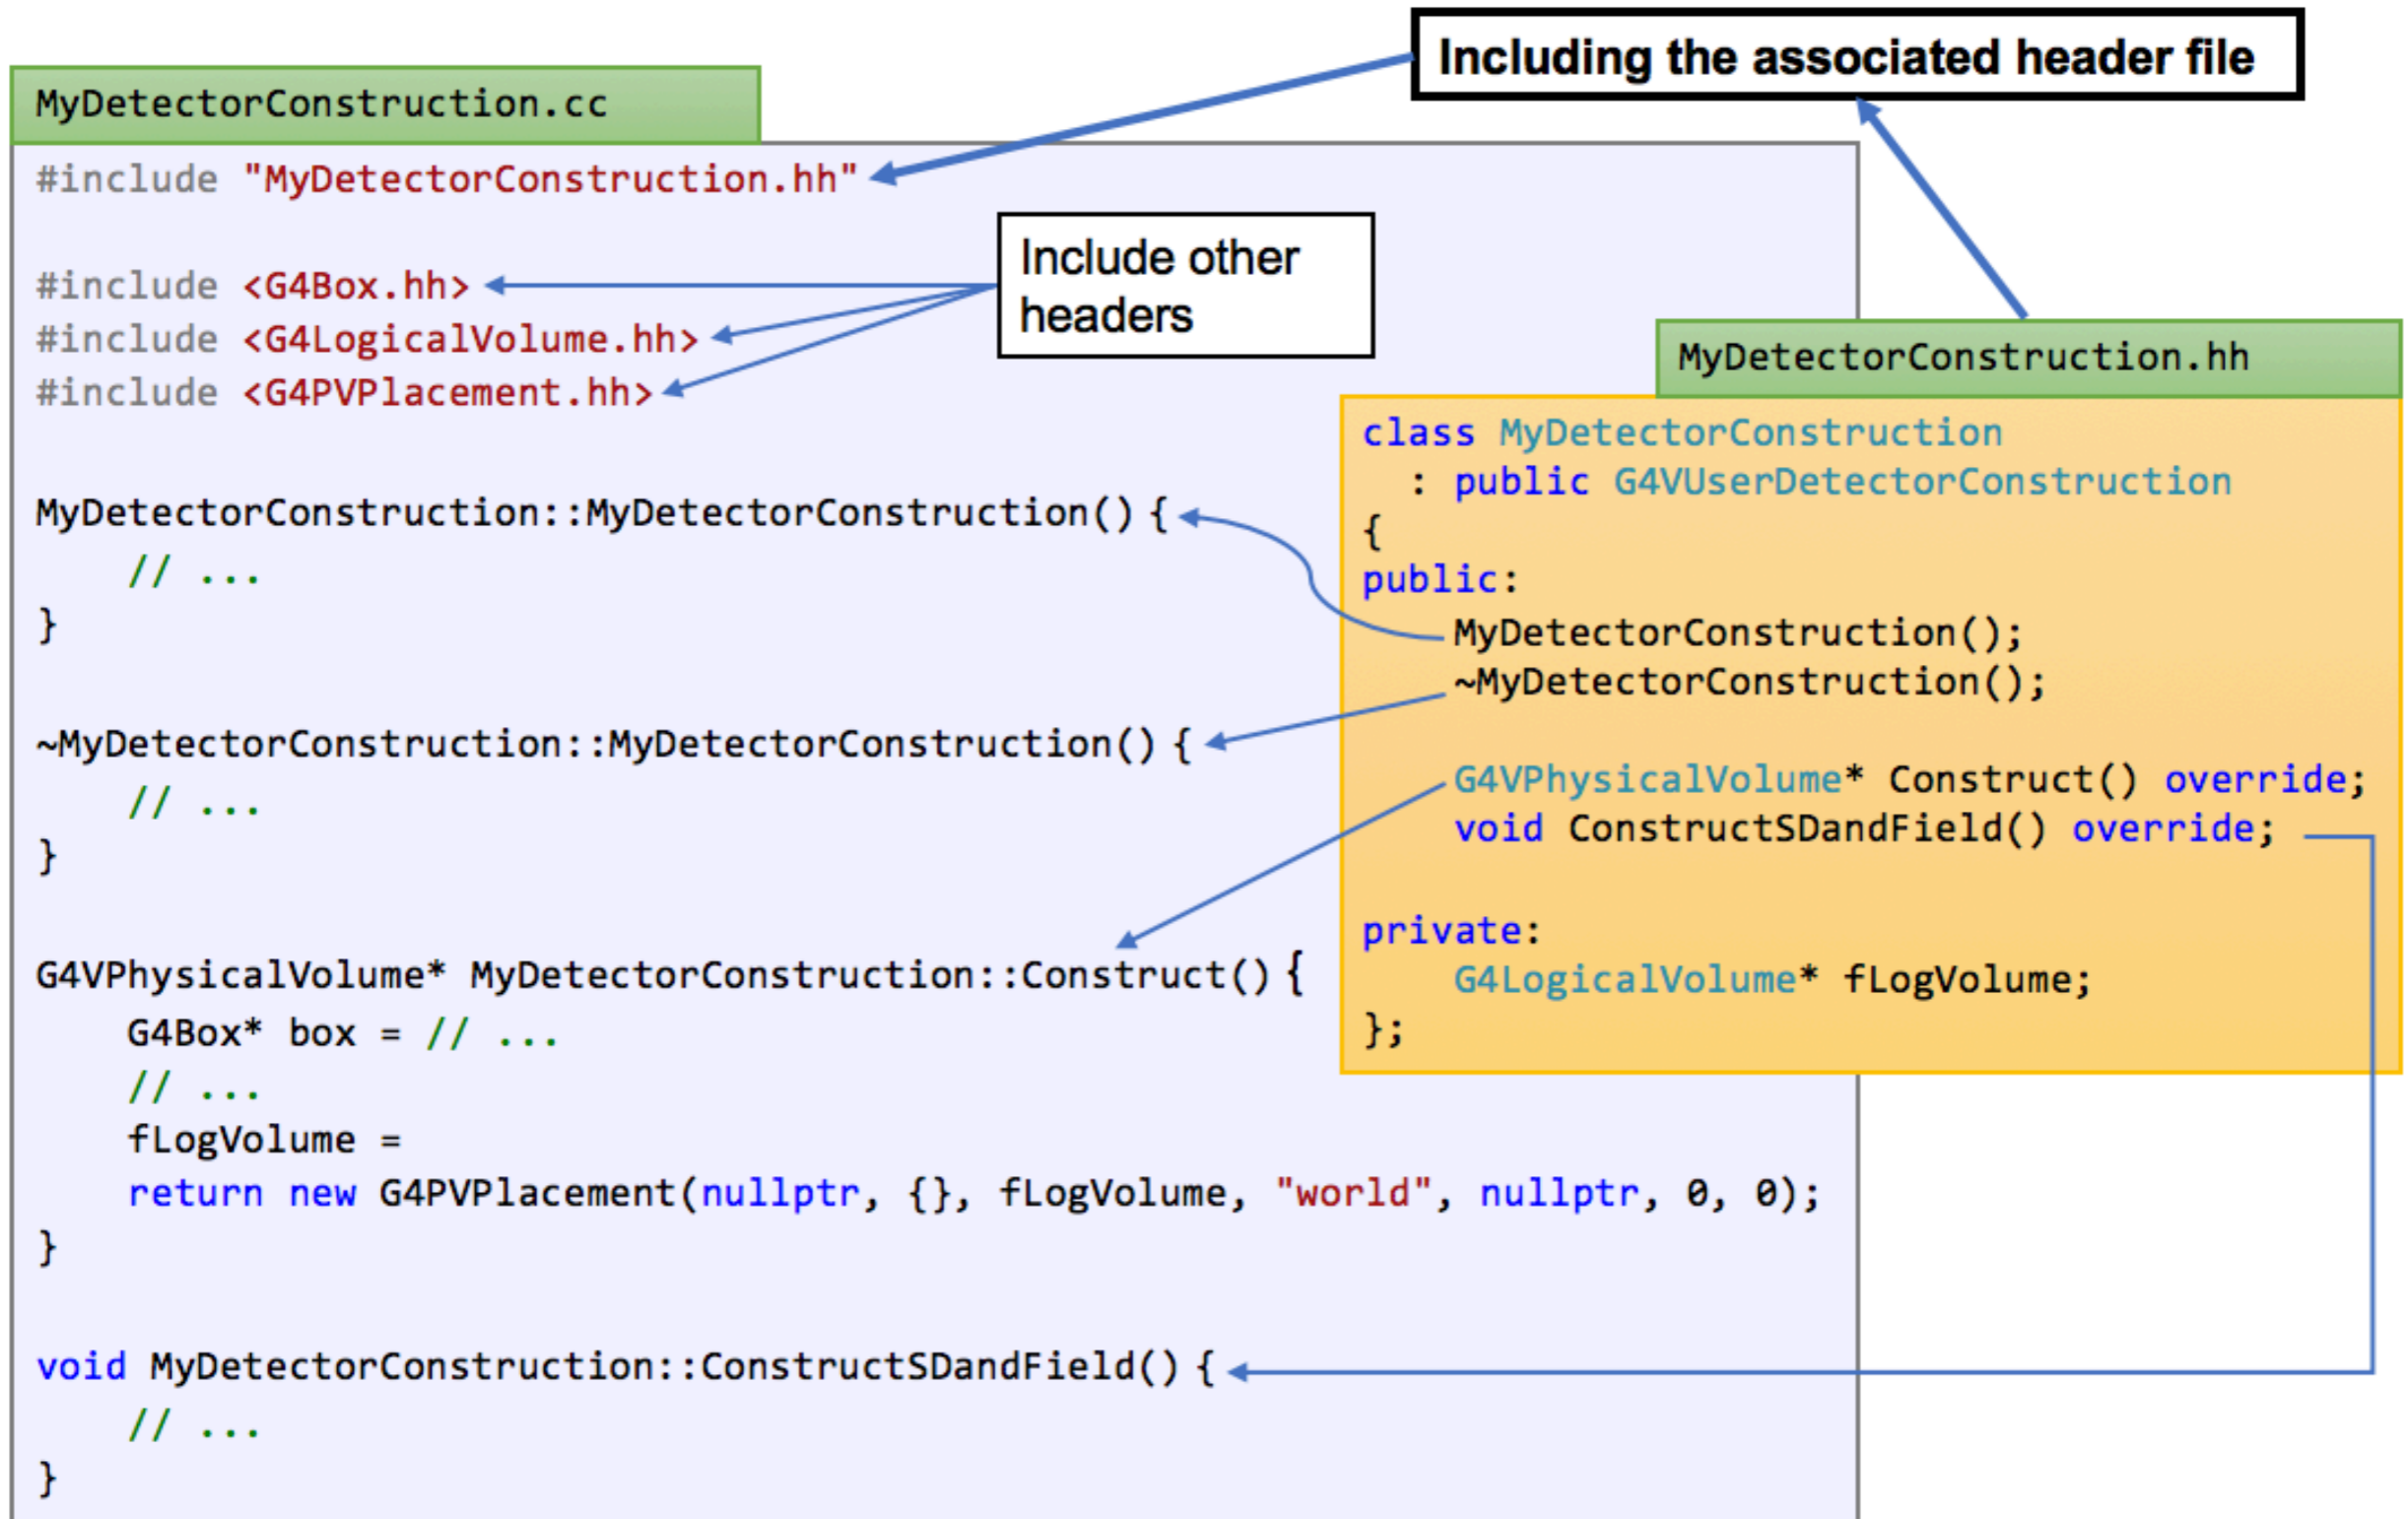 Including the associated header file
MyDetectorConstruction.cc
#include "MyDetectorConstruction.hh"
#include <G4Box.hh>
#include <G4LogicalVolume.hh>
#include <G4PVPlacement.hh>
Include other
headers
MyDetectorConstruction::MyDetectorConstruction() {
    // ...
}
~MyDetectorConstruction::MyDetectorConstruction() {
    // ...
}
G4VPhysicalVolume* MyDetectorConstruction::Construct() {
    G4Box* box = // ...
    // ...
    fLogVolume =
    return new G4PVPlacement(nullptr, {}, fLogVolume, "world", nullptr, 0, 0);
}
void MyDetectorConstruction::ConstructSDandField() {
    // ...
}
MyDetectorConstruction.hh
class MyDetectorConstruction
  : public G4VUserDetectorConstruction
{
public:
    MyDetectorConstruction();
    ~MyDetectorConstruction();
    G4VPhysicalVolume* Construct() override;
    void ConstructSDandField() override;
private:
    G4LogicalVolume* fLogVolume;
};